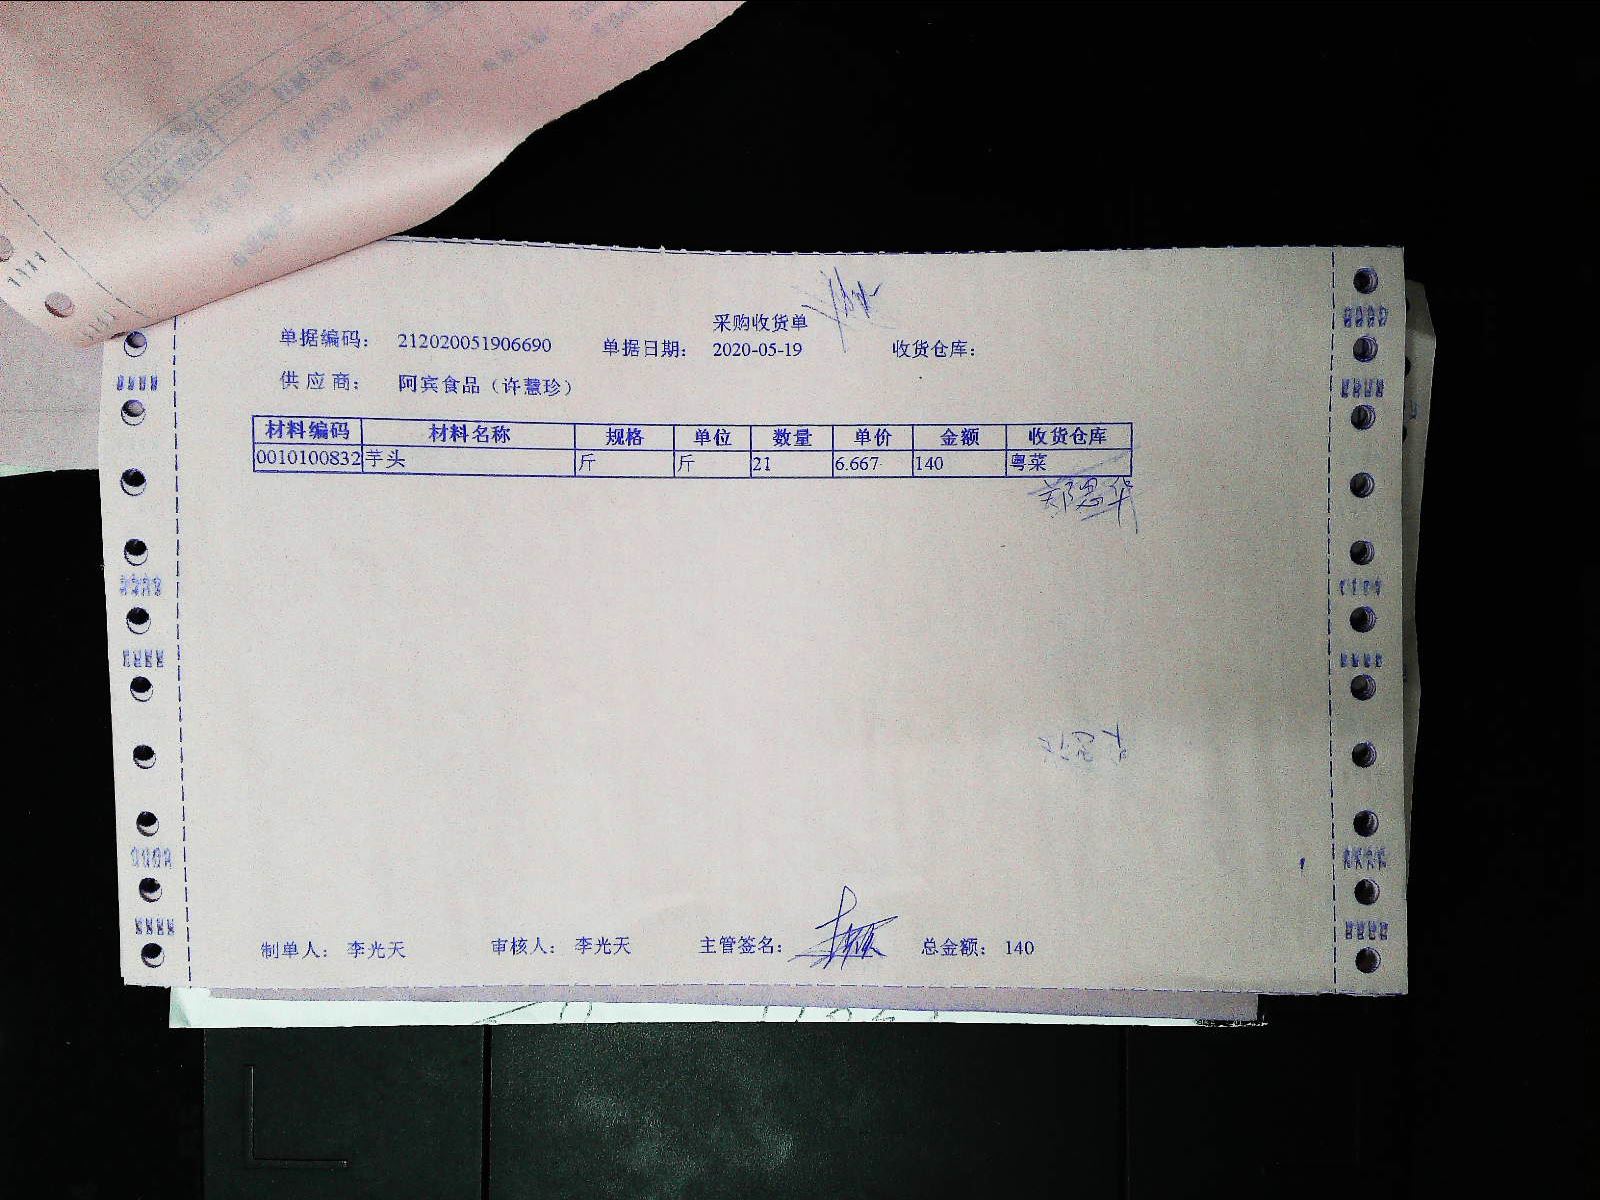 采购收货单
单据编码： 212020051906690 单据日期： 2020-05-19 收货仓库：
供应商： 阿宾食品（许慧珍）
材料编码 材料名称 规格 单位 数量 单价 金额 收货仓库
0010100832 芋头 斤 斤 21 6.667 140 粤菜
郑恩华
制单人： 李光天 审核人： 李光天 主管签名： 总金额： 140